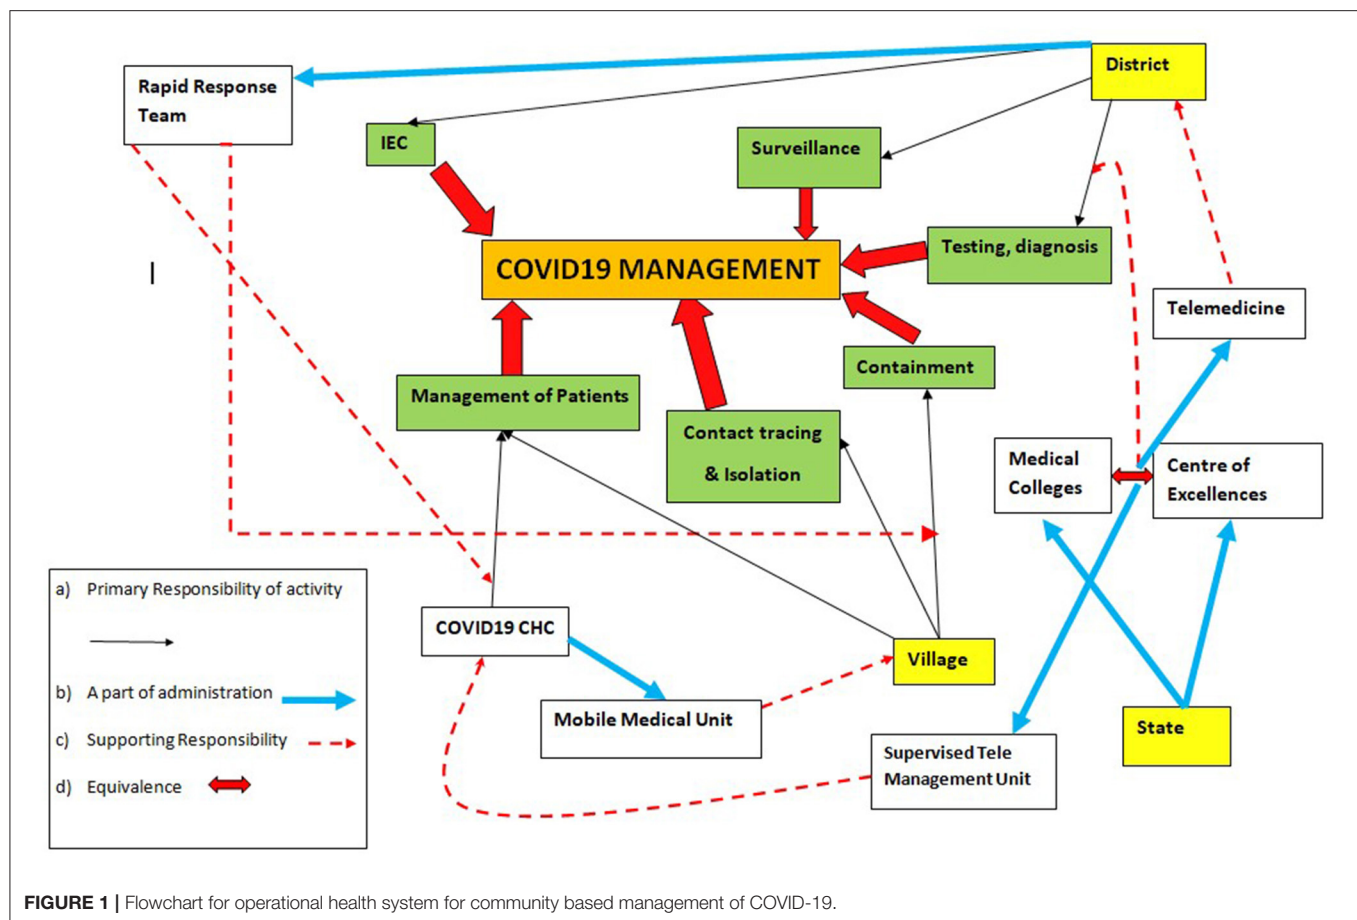 District
Rapid Response
Team
IEC
Surveillance
Testing, diagnosis
COVID19 MANAGEMENT
Telemedicine
Containment
Management of Patients
Contact tracing
& Isolation
Medical
Colleges
Centre of
Excellences
a) Primary Responsibility of activity
b) A part of administration
c) Supporting Responsibility
d) Equivalence
COVID19 CHC
Village
Mobile Medical Unit
State
Supervised Tele
Management Unit
FIGURE 1 | Flowchart for operational health system for community based management of COVID-19.